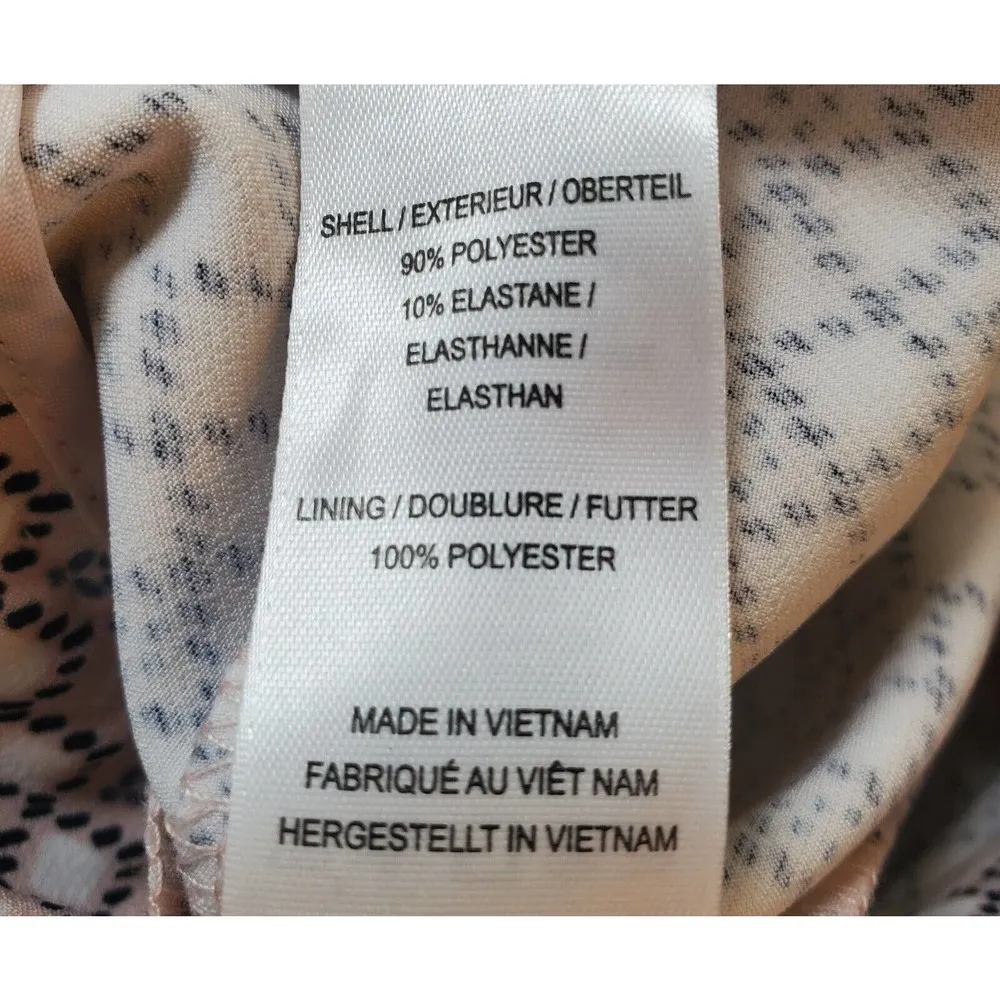 SHELL / EXTERIEUR / OBERTEIL
90% POLYESTER
10% ELASTANE /
ELASTHANNE /
ELASTHAN
LINING / DOUBLURE / FUTTER
100% POLYESTER
MADE IN VIETNAM
FABRIQUÉ AU VIÊT NAM
HERGESTELLT IN VIETNAM